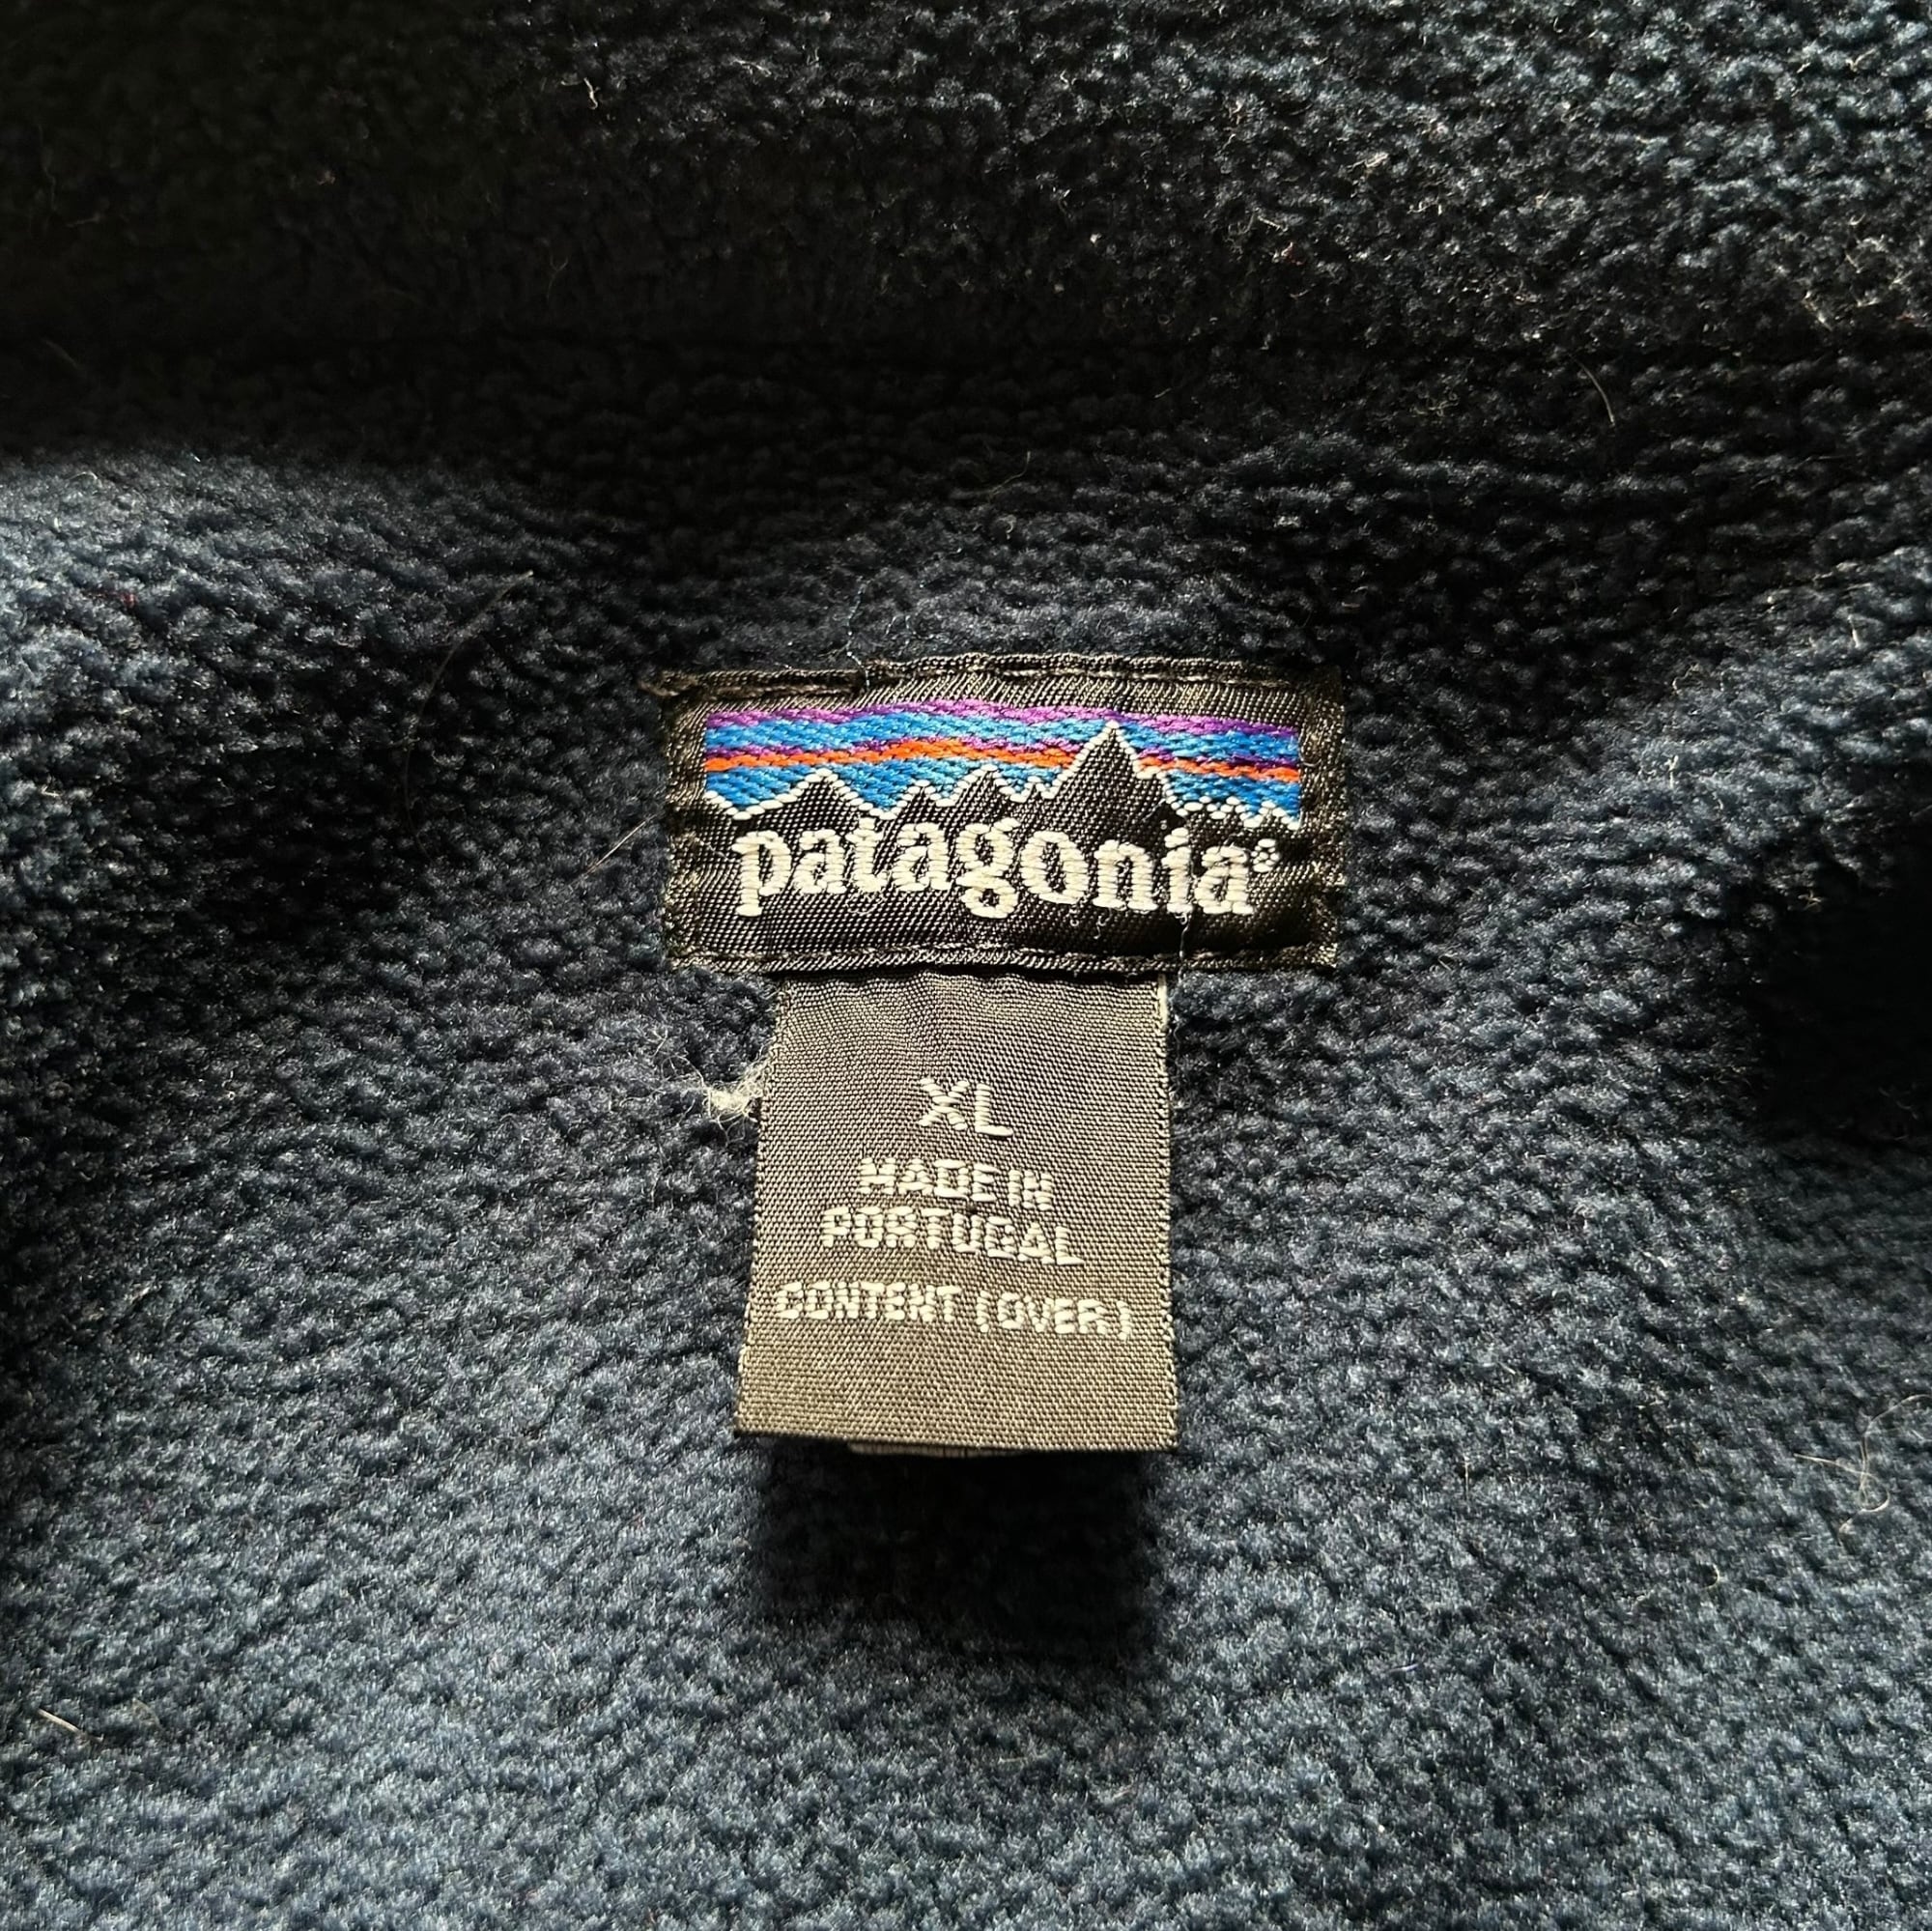 patagonia®
XL
MADE IN
PORTUGAL
CONTENT (OVER)